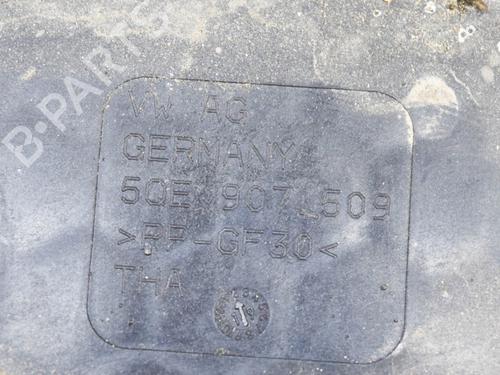 B-PARTS
VW AG
GERMANY
5QE 907 509
>PP-GF30<
THA